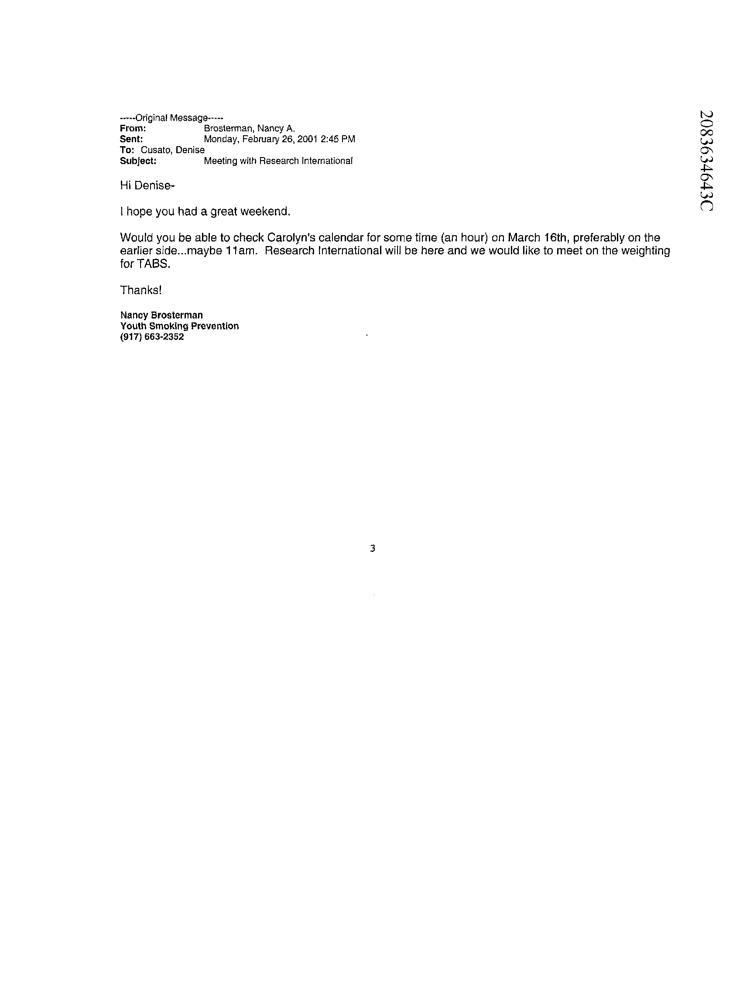 -----Original Message-----
From: Brosterman, Nancy A.
Sent: Monday, February 26, 2001 2:45 PM
To: Cusato, Denise
Subject: Meeting with Research International
Hi Denise-
I hope you had a great weekend.
Would you be able to check Carolyn's calendar for some time (an hour) on March 16th, preferably on the
earlier side...maybe 11am. Research International will be here and we would like to meet on the weighting
for TABS.
Thanks!
Nancy Brosterman
Youth Smoking Prevention
(917) 663-2352
3
2083634643C